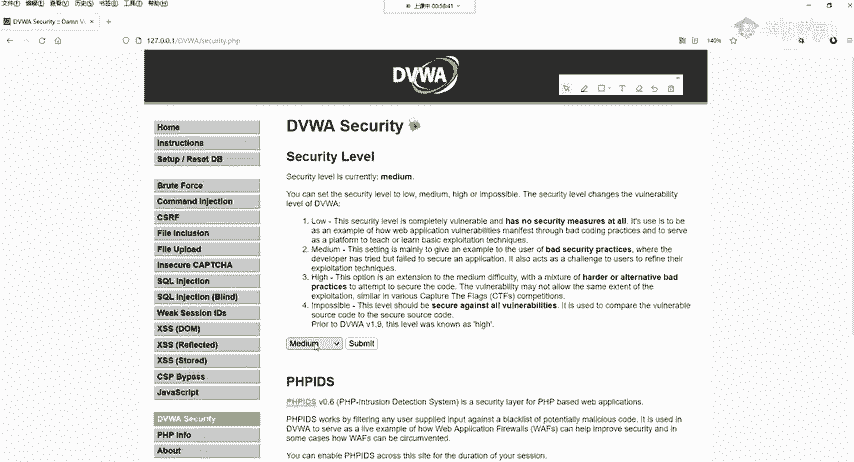 文件(F) 编辑(E) 查看(V) 历史(S) 书签(B) 工具(T) 帮助(H)
上课中 00:58:41
DVWA Security :: Damn V
127.0.0.1/DVWA/security.php
140%
DVWA
Home
Instructions
Setup / Reset DB
Brute Force
Command Injection
CSRF
File Inclusion
File Upload
Insecure CAPTCHA
SQL Injection
SQL Injection (Blind)
Weak Session IDs
XSS (DOM)
XSS (Reflected)
XSS (Stored)
CSP Bypass
JavaScript
DVWA Security
PHP Info
About
DVWA Security
Security Level
Security level is currently: medium.
You can set the security level to low, medium, high or impossible. The security level changes the vulnerability
level of DVWA:
1. Low - This security level is completely vulnerable and has no security measures at all. It's use is to be
as an example of how web application vulnerabilities manifest through bad coding practices and to serve
as a platform to teach or learn basic exploitation techniques.
2. Medium - This setting is mainly to give an example to the user of bad security practices, where the
developer has tried but failed to secure an application. It also acts as a challenge to users to refine their
exploitation techniques.
3. High - This option is an extension to the medium difficulty, with a mixture of harder or alternative bad
practices to attempt to secure the code. The vulnerability may not allow the same extent of the
exploitation, similar in various Capture The Flags (CTFs) competitions.
4. Impossible - This level should be secure against all vulnerabilities. It is used to compare the vulnerable
source code to the secure source code.
Prior to DVWA v1.9, this level was known as 'high'.
Medium Submit
PHPIDS
PHPIDS v0.6 (PHP-Intrusion Detection System) is a security layer for PHP based web applications.
PHPIDS works by filtering any user supplied input against a blacklist of potentially malicious code. It is used in
DVWA to serve as a live example of how Web Application Firewalls (WAFs) can help improve security and in
some cases how WAFs can be circumvented.
You can enable PHPIDS across this site for the duration of your session.